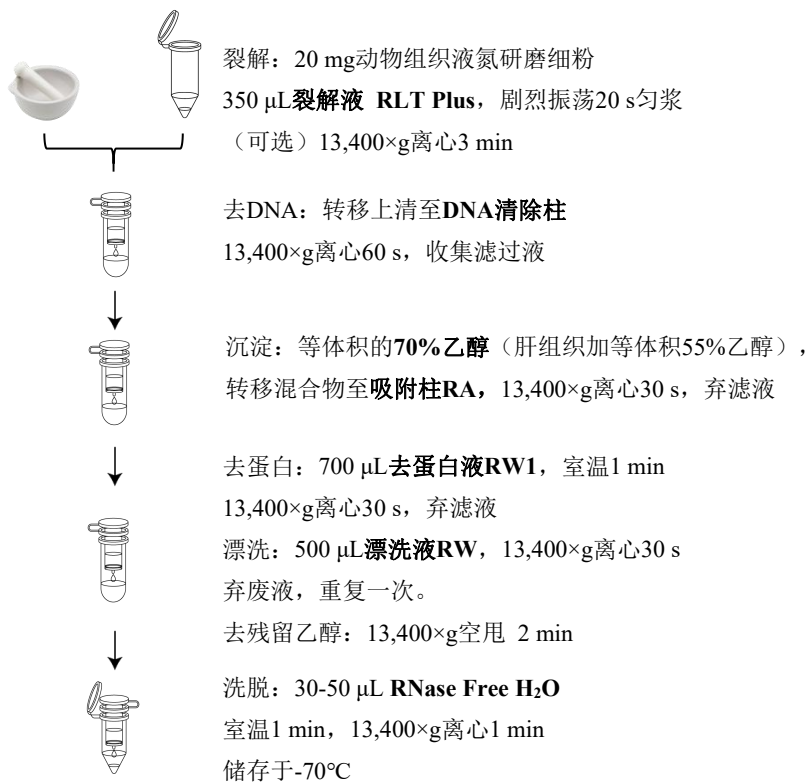 裂解：20 mg动物组织液氮研磨细粉
350 μL裂解液 RLT Plus，剧烈振荡20 s匀浆
（可选）13,400×g离心3 min
去DNA：转移上清至DNA清除柱
13,400×g离心60 s，收集滤过液
沉淀：等体积的70%乙醇（肝组织加等体积55%乙醇），
转移混合物至吸附柱RA，13,400×g离心30 s，弃滤液
去蛋白：700 μL去蛋白液RW1，室温1 min
13,400×g离心30 s，弃滤液
漂洗：500 μL漂洗液RW，13,400×g离心30 s
弃废液，重复一次。
去残留乙醇：13,400×g空甩 2 min
洗脱：30-50 μL RNase Free H₂O
室温1 min，13,400×g离心1 min
储存于-70℃